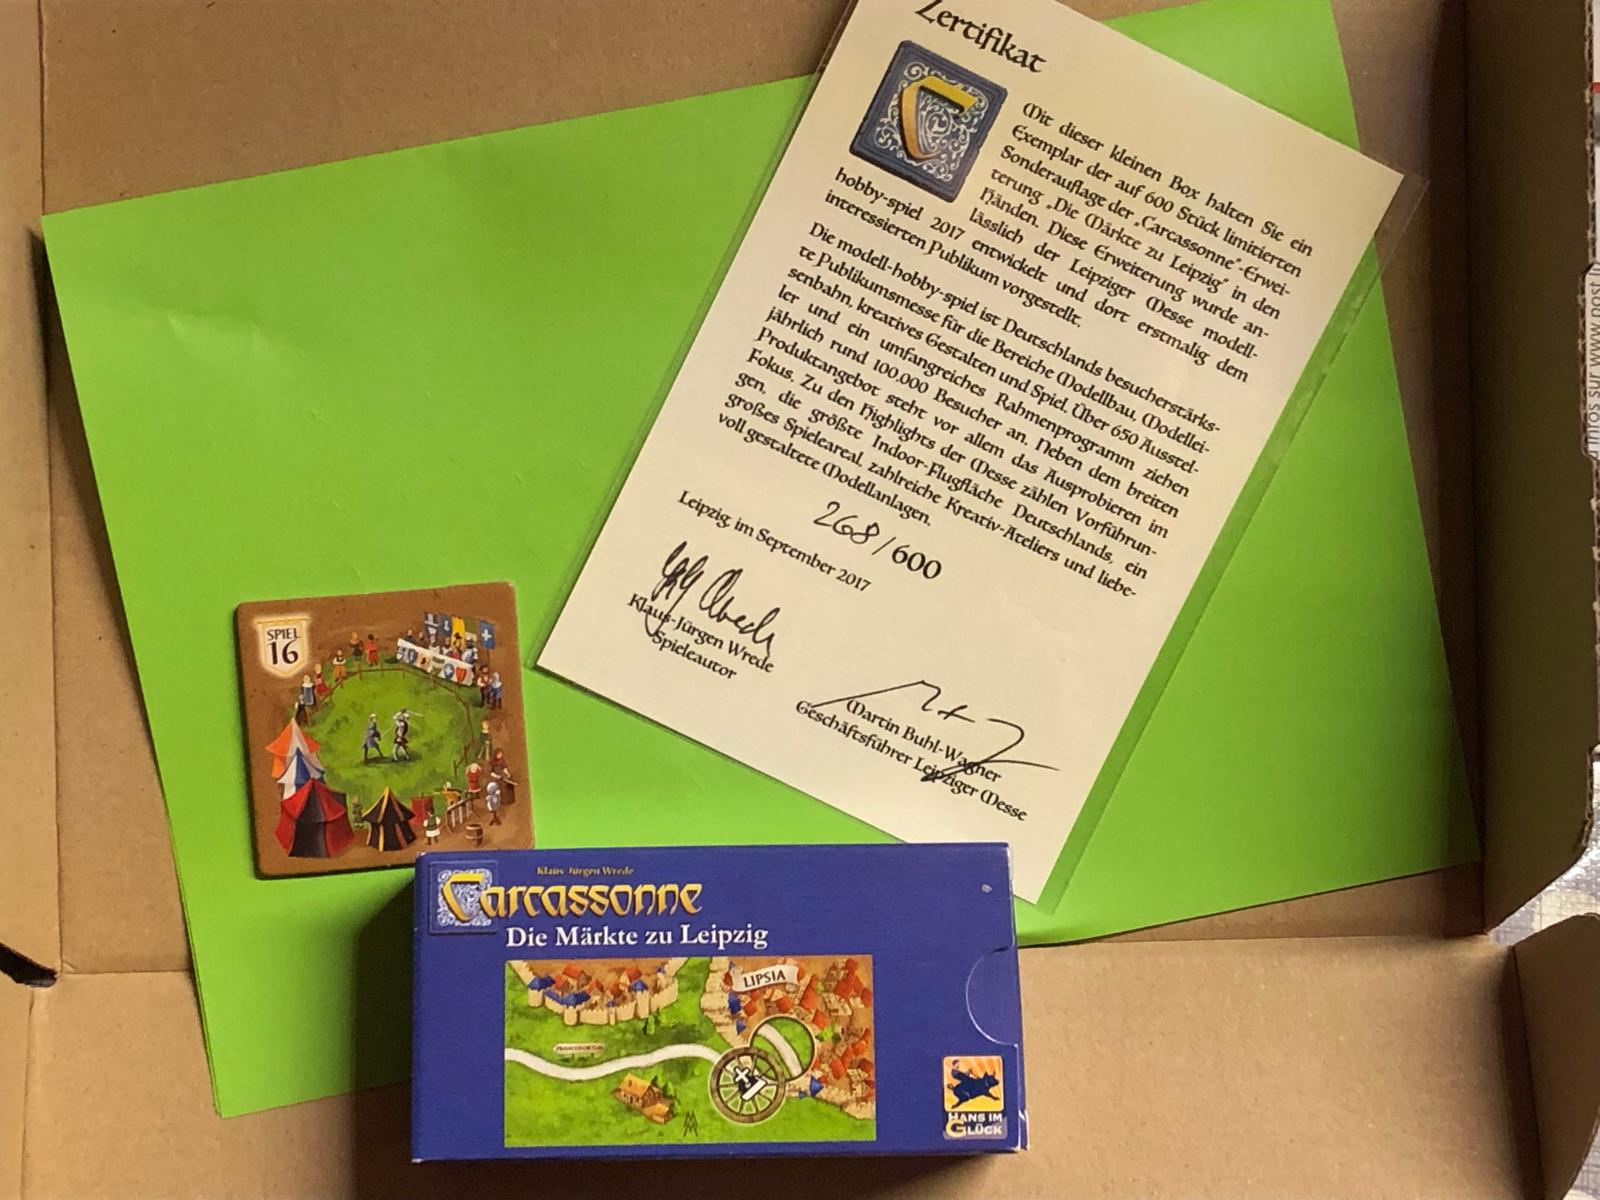 Zertifikat
Mit dieser kleinen Box halten Sie ein
Exemplar der auf 600 Stück limitierten
Sonderauflage der „Carcassonne"-Erwei-
terung „Die Märkte zu Leipzig" in den
Händen. Diese Erweiterung wurde an-
lässlich der Leipziger Messe modell-
hobby-spiel 2017 entwickelt und dort erstmalig dem
interessierten Publikum vorgestellt.
Die modell-hobby-spiel ist Deutschlands besucherstärks-
te Publikumsmesse für die Bereiche Modellbau, Modellei-
senbahn, kreatives Gestalten und Spiel. Über 650 Ausstel-
ler und ein umfangreiches Rahmenprogramm ziehen
jährlich rund 100.000 Besucher an. Neben dem breiten
Produktangebot steht vor allem das Ausprobieren im
Fokus. Zu den Highlights der Messe zählen Vorführun-
gen, die größte Indoor-Flugfläche Deutschlands, ein
großes Spieleareal, zahlreiche Kreativ-Ateliers und liebe-
voll gestaltete Modellanlagen.
268/600
Leipzig, im September 2017
Klaus-Jürgen Wrede
Spieleautor
Martin Buhl-Wagner
Geschäftsführer Leipziger Messe
SPIEL
16
Klaus-Jürgen Wrede
Carcassonne
Die Märkte zu Leipzig
LIPSIA
FRANCOFORTUM
HANS IM
GLÜCK
infos sur www.post